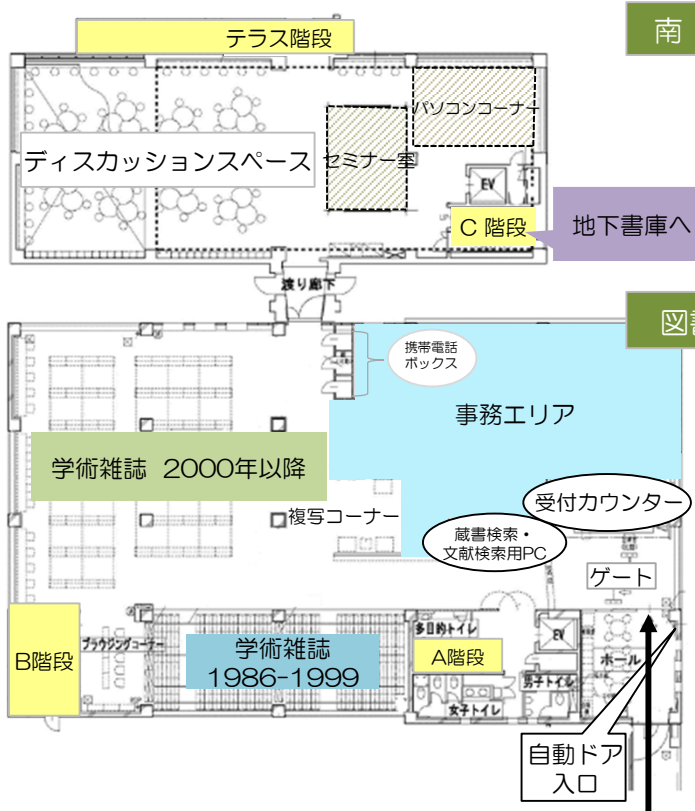 テラス階段
南
パソコンコーナー
ディスカッションスペース
セミナー室
EV
C 階段
地下書庫へ
渡り廊下
図
携帯電話
ボックス
事務エリア
学術雑誌 2000年以降
受付カウンター
複写コーナー
蔵書検索・
文献検索用PC
ゲート
B階段
ブラウジングコーナー
学術雑誌
1986-1999
多目的トイレ
A階段
EV
ホール
男子トイレ
女子トイレ
自動ドア
入口